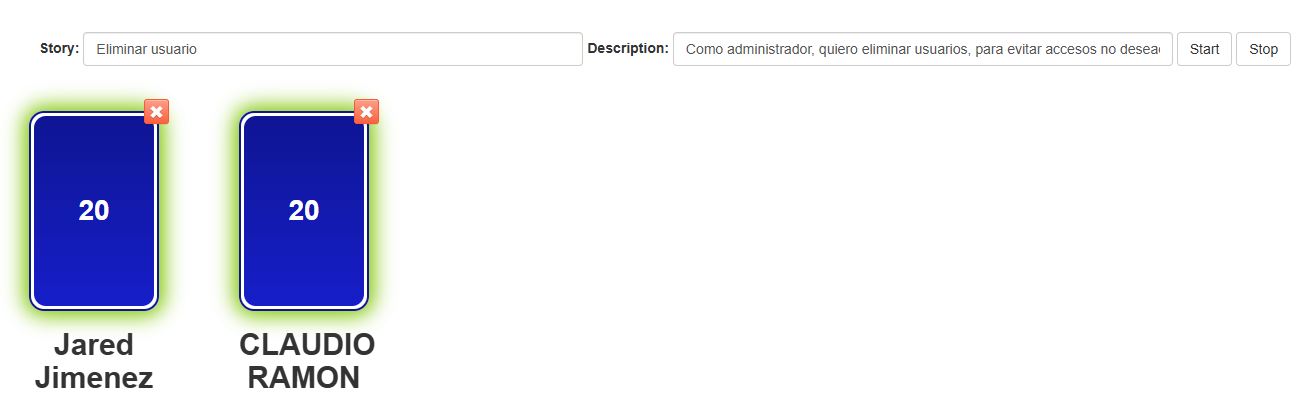 Story: Eliminar usuario Description: Como administrador, quiero eliminar usuarios, para evitar accesos no desea Start Stop
20 20
Jared CLAUDIO
Jimenez RAMON